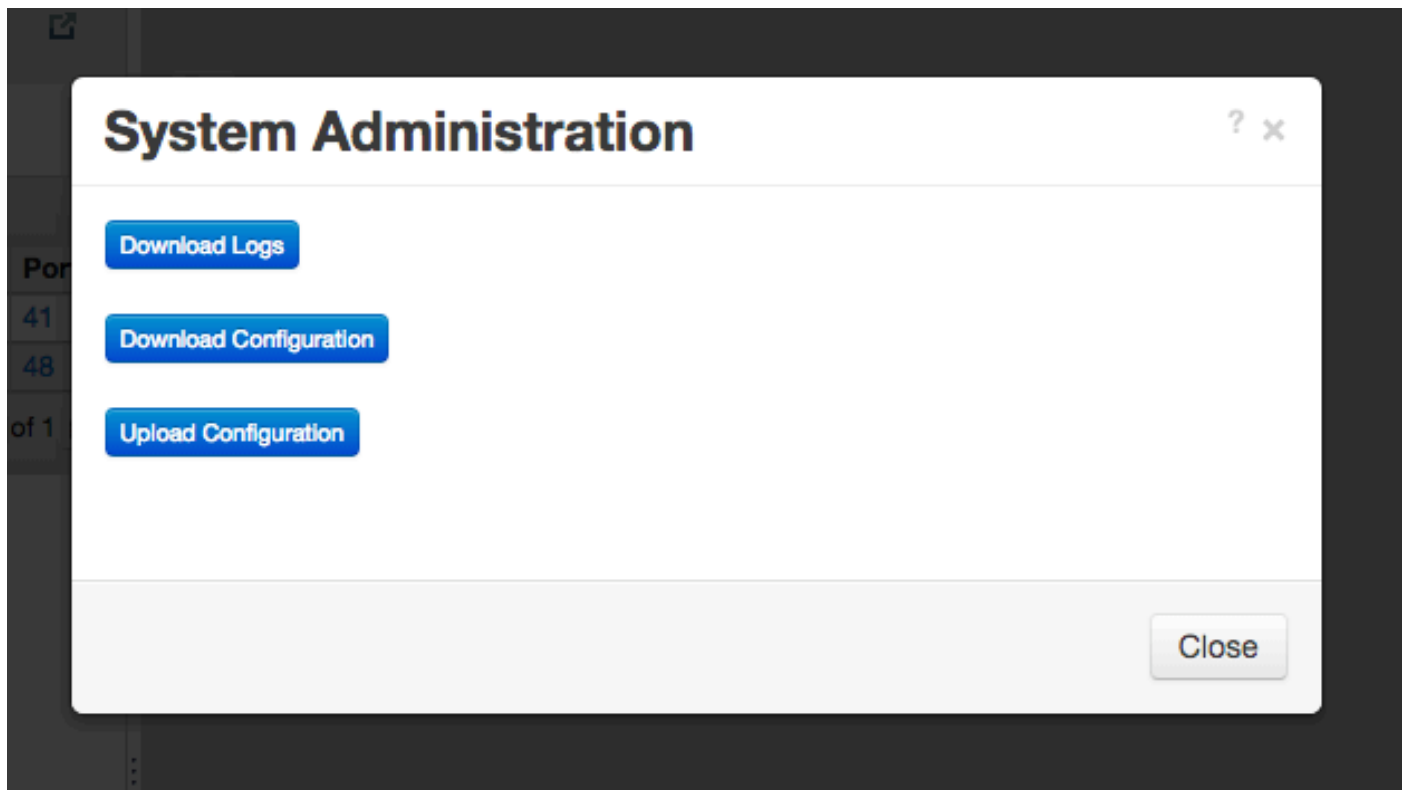 System Administration
? ×
Download Logs
Por
41
Download Configuration
48
of 1
Upload Configuration
Close